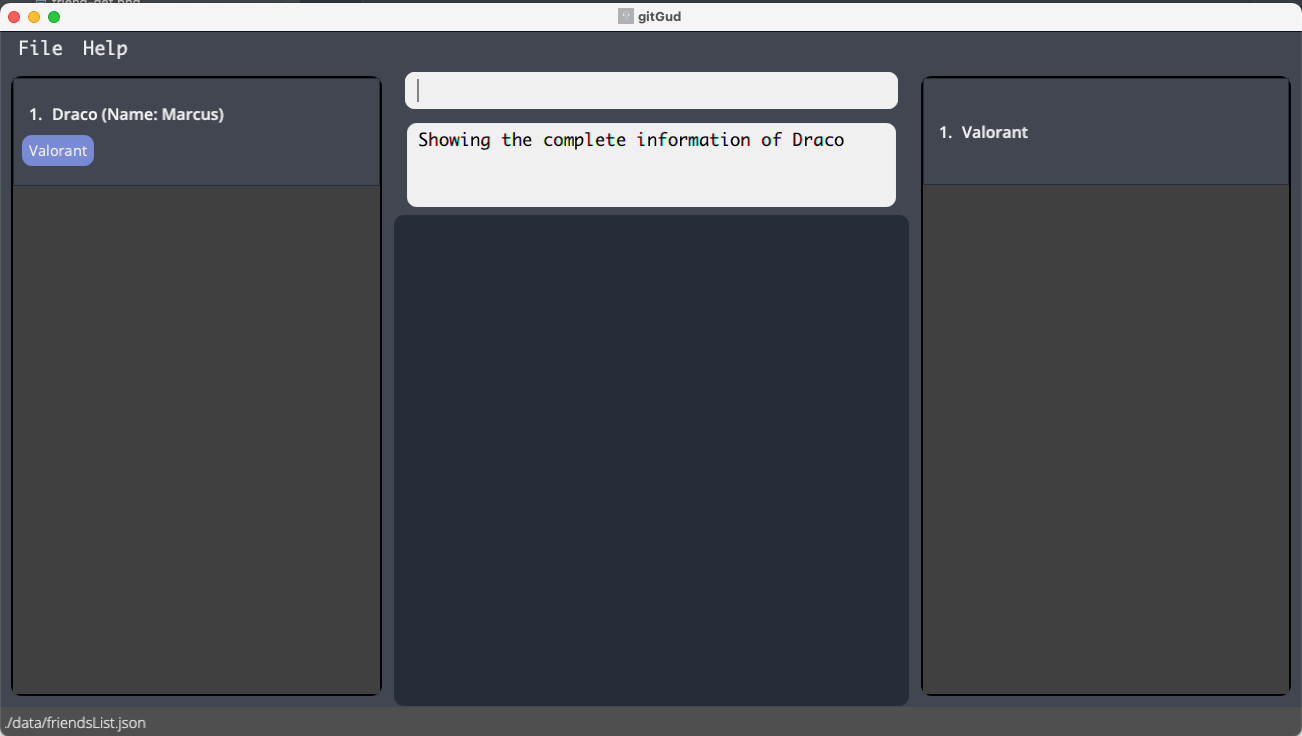 gitGud
File Help
1. Draco (Name: Marcus)
Valorant
Showing the complete information of Draco
1. Valorant
./data/friendsList.json